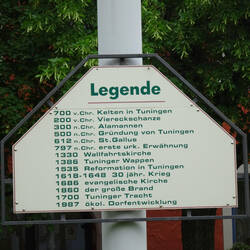 Legende
700 v.Chr. Kelten in Tuningen
200 v.Chr. Viereckschanze
300 n.Chr. Alamannen
500 n.Chr. Gründung von Tuningen
612 n.Chr. St.Gallus
797 n.Chr. erste urk. Erwähnung
1330 Wallfahrtskirche
1386 Tuninger Wappen
1535 Reformation in Tuningen
1618-1648 30 jähr. Krieg
1686 evangelische Kirche
1860 der große Brand
1700 Tuninger Tracht
1987 ökol. Dorfentwicklung